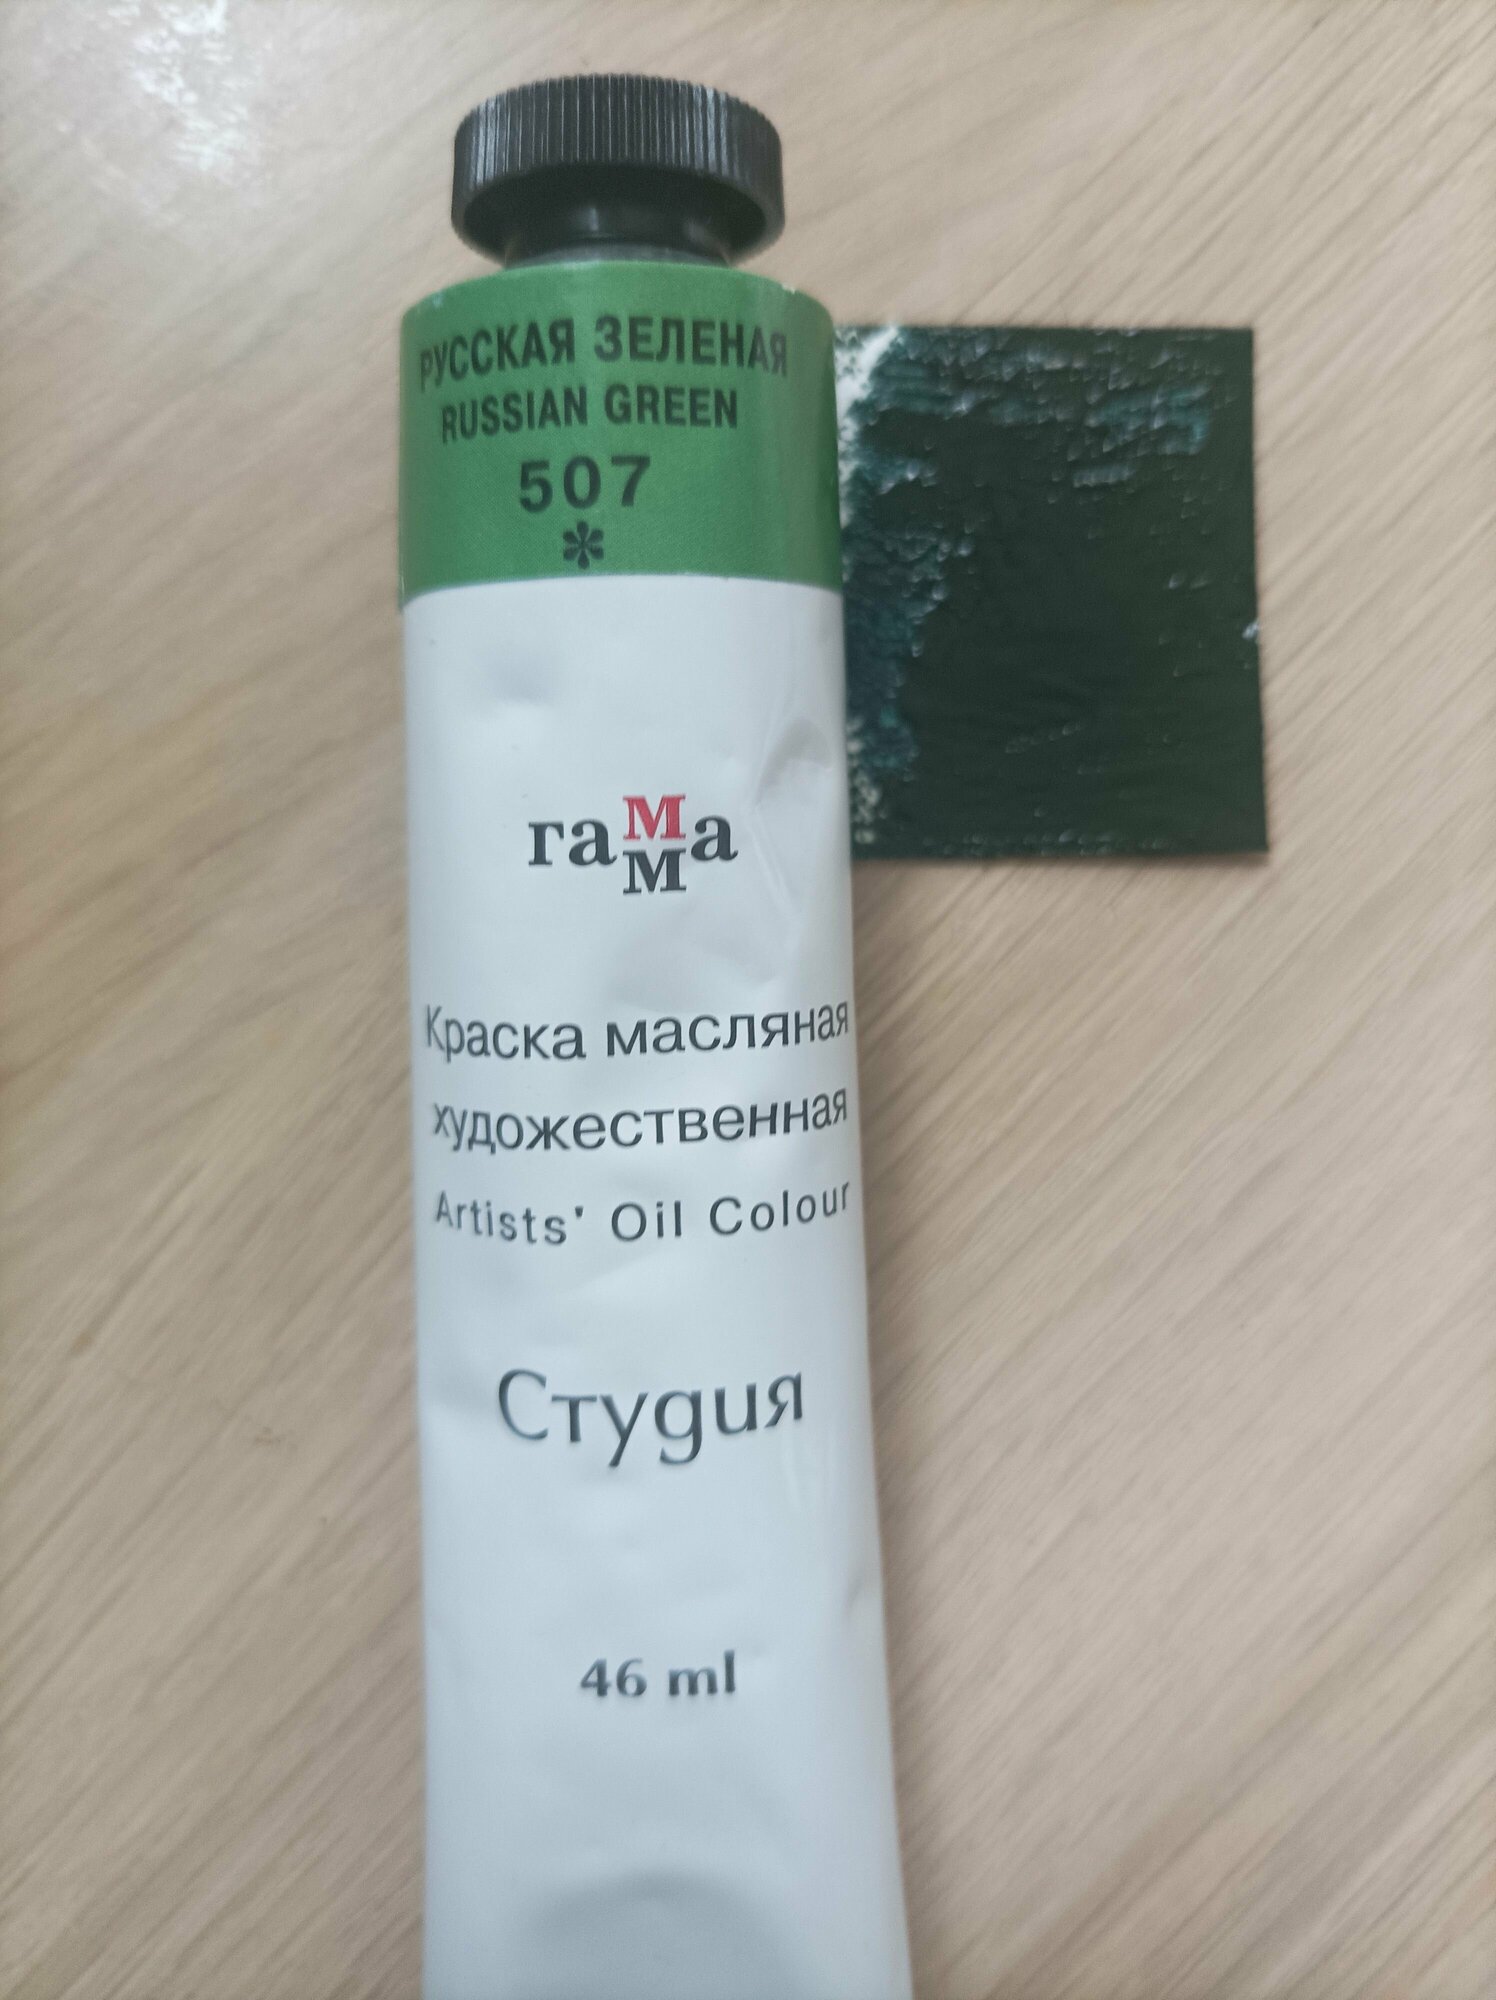 РУССКАЯ ЗЕЛЕНАЯ
RUSSIAN GREEN
507
*
гамма
Краска масляная
художественная
Artists' Oil Colour
Студия
46 ml